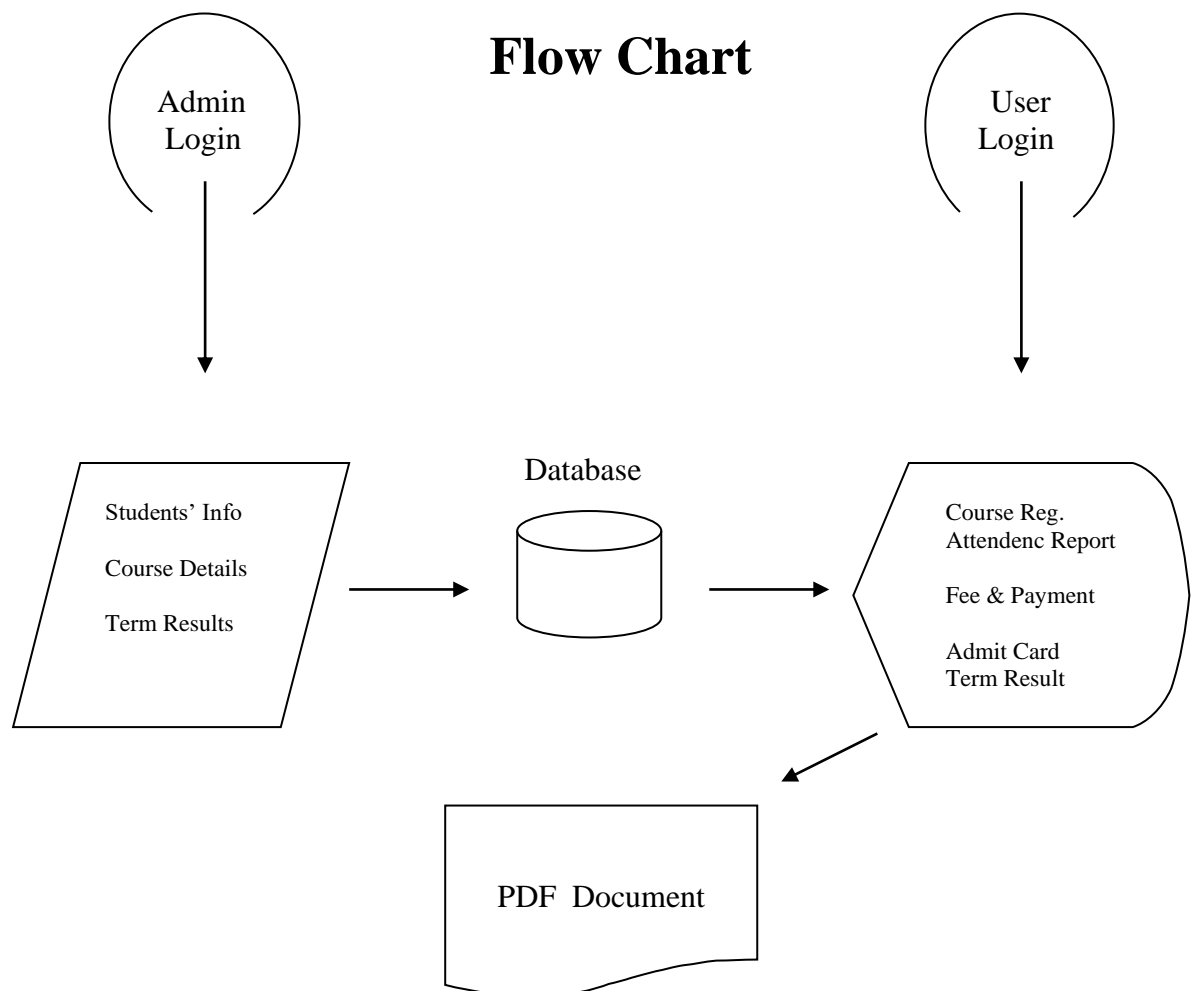 Flow Chart
Admin
Login
User
Login
Students’ Info
Course Details
Term Results
Database
Course Reg.
Attendenc Report
Fee & Payment
Admit Card
Term Result
PDF Document